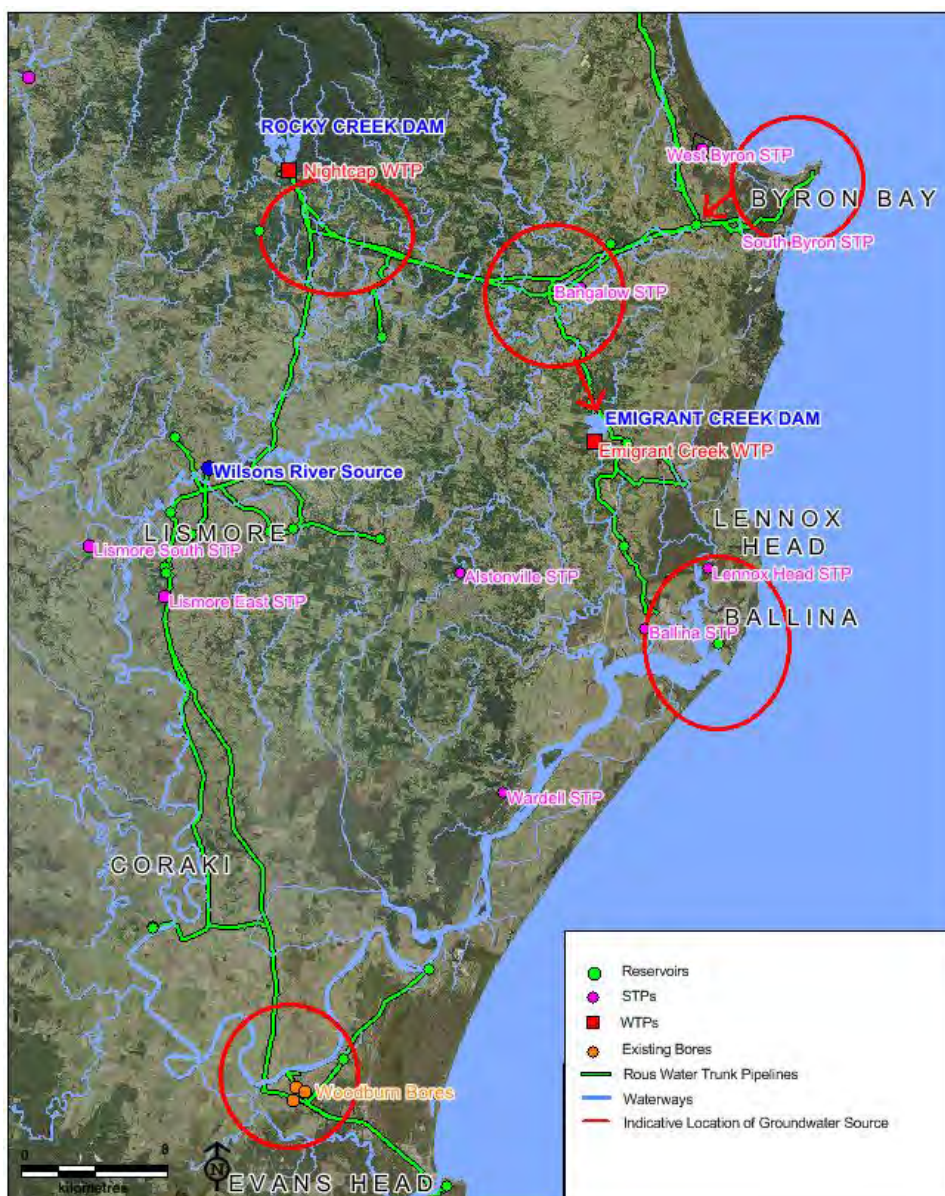 ROCKY CREEK DAM
Nightcap WTP
West Byron STP
BYRON BAY
South Byron STP
Bangalow STP
EMIGRANT CREEK DAM
Emigrant Creek WTP
Wilsons River Source
LISMORE
Lismore South STP
Lismore East STP
LENNOX
HEAD
Lennox Head STP
Alstonville STP
BALLINA
Ballina STP
Wardell STP
CORAKI
Woodburn Bores
EVANS HEAD
0 8
kilometres
N
Reservoirs
STPs
WTPs
Existing Bores
Rous Water Trunk Pipelines
Waterways
Indicative Location of Groundwater Source